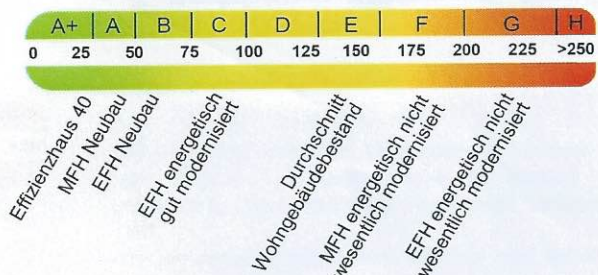 A+ A B C D E F G H
0 25 50 75 100 125 150 175 200 225 >250
Effizienzhaus 40
MFH Neubau
EFH Neubau
EFH energetisch
gut modernisiert
Durchschnitt
Wohngebäudebestand
MFH energetisch nicht
wesentlich modernisiert
EFH energetisch nicht
wesentlich modernisiert